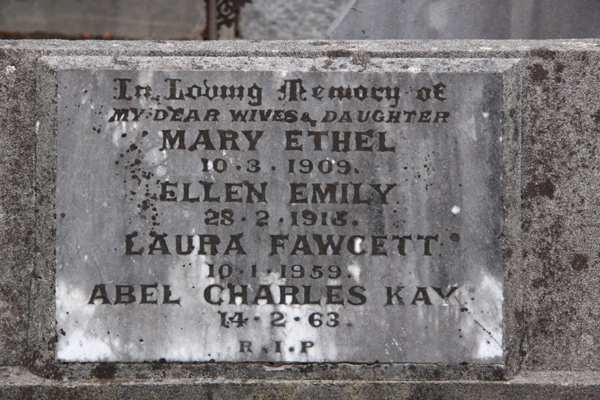 In Loving Memory of
MY DEAR WIVES & DAUGHTER
MARY ETHEL
10·3·1909.
ELLEN EMILY
28·2·1913.
LAURA FAWCETT
10·1·1959.
ABEL CHARLES KAY
14·2·63.
R·I·P